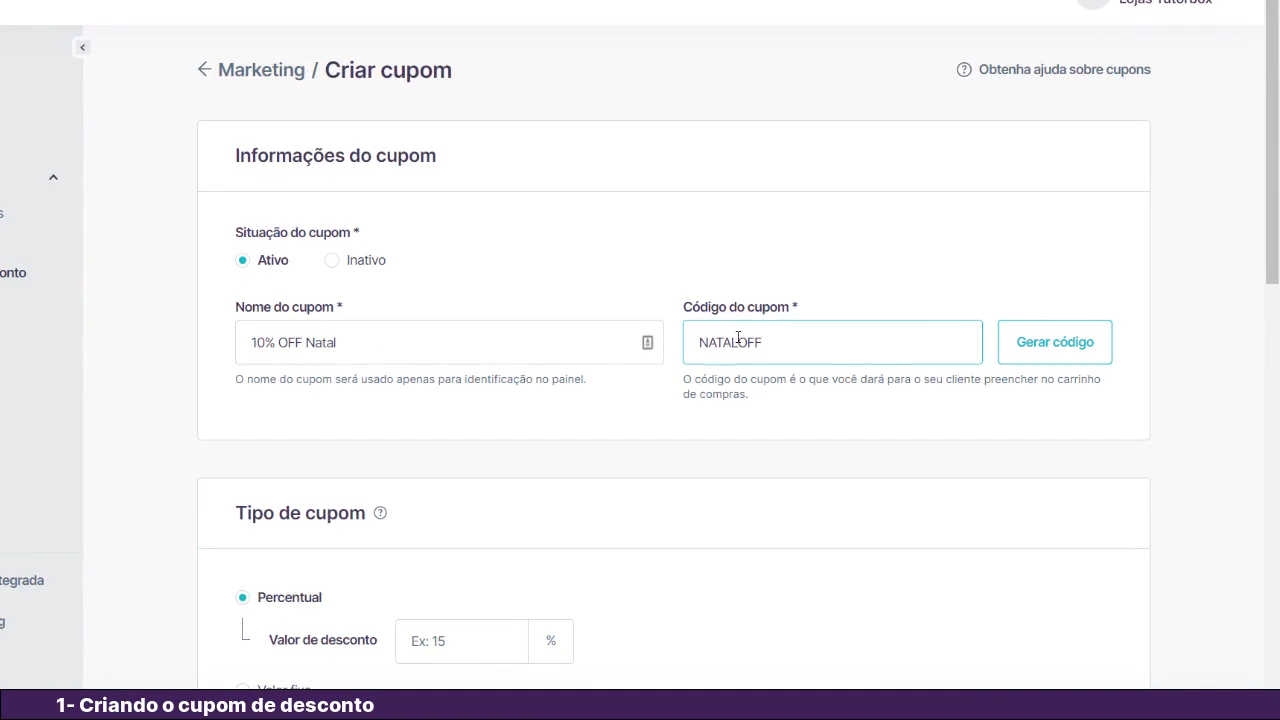 Lojas Tutorbox
Marketing / Criar cupom
Obtenha ajuda sobre cupons
Informações do cupom
s
Situação do cupom *
Ativo
Inativo
onto
Nome do cupom *
Código do cupom *
10% OFF Natal
NATALOFF
Gerar código
O nome do cupom será usado apenas para identificação no painel.
O código do cupom é o que você dará para o seu cliente preencher no carrinho
de compras.
Tipo de cupom
tegrada
Percentual
g
Valor de desconto
Ex: 15
%
Valor fixo
1- Criando o cupom de desconto